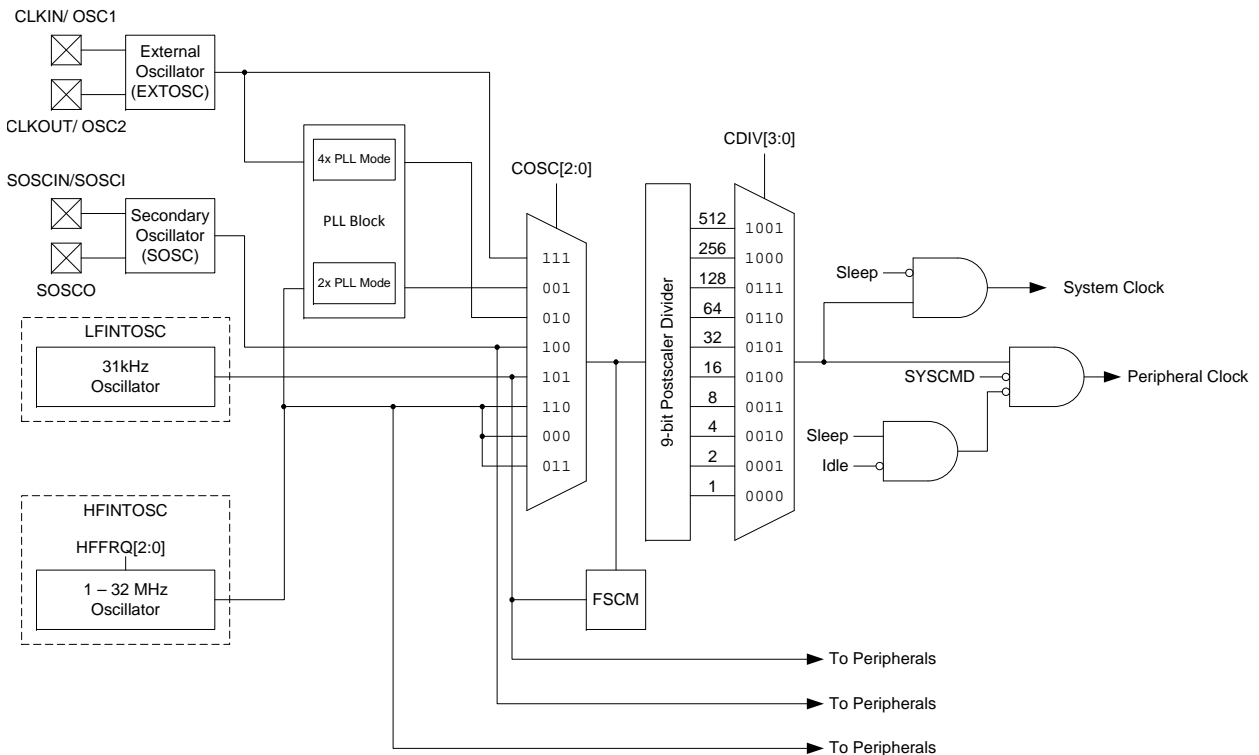 CLKIN/ OSC1
External
Oscillator
(EXTOSC)
CLKOUT/ OSC2
SOSCIN/SOSCI
Secondary
Oscillator
(SOSC)
SOSCO
LFINTOSC
31kHz
Oscillator
HFINTOSC
HFFRQ[2:0]
1 – 32 MHz
Oscillator
4x PLL Mode
PLL Block
2x PLL Mode
COSC[2:0]
111
001
010
100
101
110
000
011
FSCM
9-bit Postscaler Divider
512
256
128
64
32
16
8
4
2
1
CDIV[3:0]
1001
1000
0111
0110
0101
0100
0011
0010
0001
0000
Sleep
System Clock
SYSCMD
Peripheral Clock
Sleep
Idle
To Peripherals
To Peripherals
To Peripherals